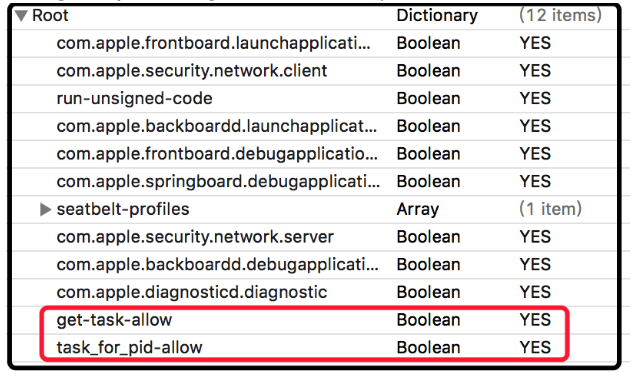 Root Dictionary (12 items)
com.apple.frontboard.launchapplicati... Boolean YES
com.apple.security.network.client Boolean YES
run-unsigned-code Boolean YES
com.apple.backboardd.launchapplicat... Boolean YES
com.apple.frontboard.debugapplicatio... Boolean YES
com.apple.springboard.debugapplicati... Boolean YES
seatbelt-profiles Array (1 item)
com.apple.security.network.server Boolean YES
com.apple.backboardd.debugapplicati... Boolean YES
com.apple.diagnosticd.diagnostic Boolean YES
get-task-allow Boolean YES
task_for_pid-allow Boolean YES